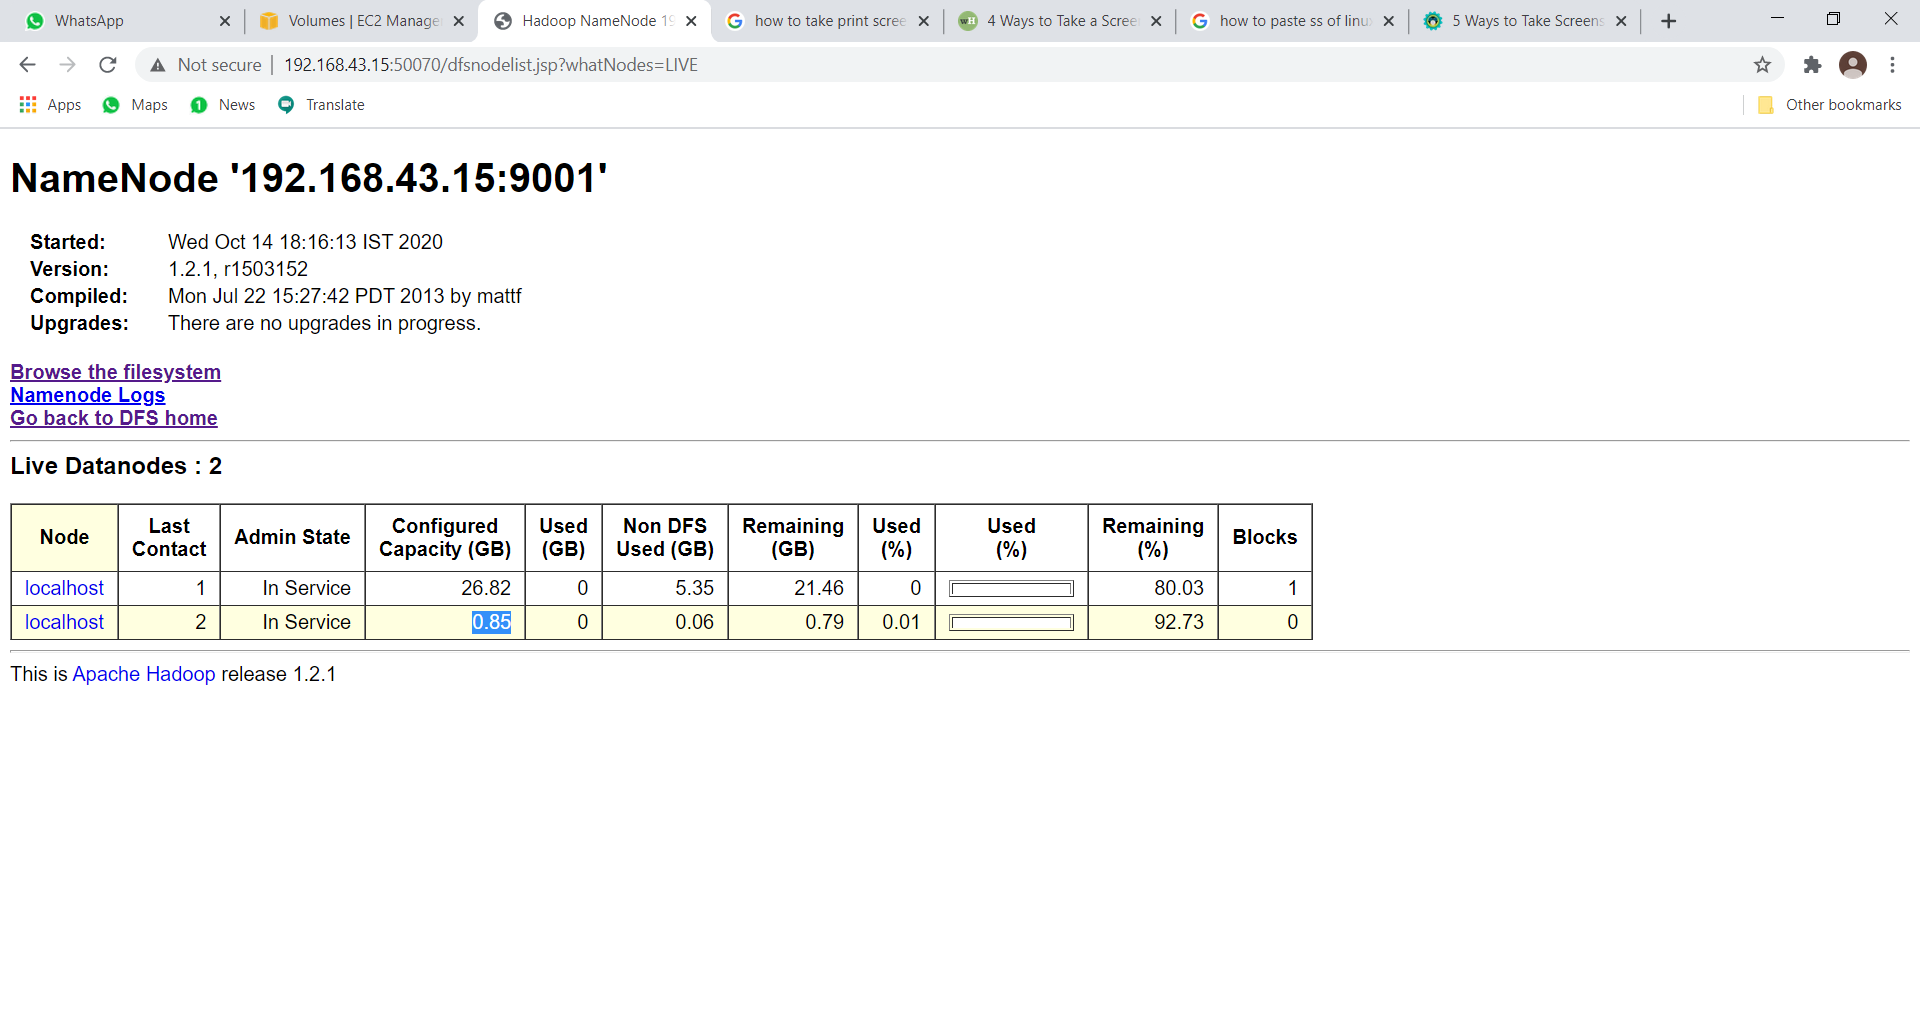 WhatsApp
Volumes | EC2 Manage
Hadoop NameNode 19
how to take print scree
4 Ways to Take a Scree
how to paste ss of linu
5 Ways to Take Screens
Not secure
192.168.43.15:50070/dfsnodelist.jsp?whatNodes=LIVE
Apps
Maps
News
Translate
Other bookmarks
NameNode '192.168.43.15:9001'
Started: Wed Oct 14 18:16:13 IST 2020
Version: 1.2.1, r1503152
Compiled: Mon Jul 22 15:27:42 PDT 2013 by mattf
Upgrades: There are no upgrades in progress.
Browse the filesystem
Namenode Logs
Go back to DFS home
Live Datanodes : 2
Node Last Contact Admin State Configured Capacity (GB) Used (GB) Non DFS Used (GB) Remaining (GB) Used (%) Used (%) Remaining (%) Blocks
localhost 1 In Service 26.82 0 5.35 21.46 0 80.03 1
localhost 2 In Service 0.85 0 0.06 0.79 0.01 92.73 0
This is Apache Hadoop release 1.2.1